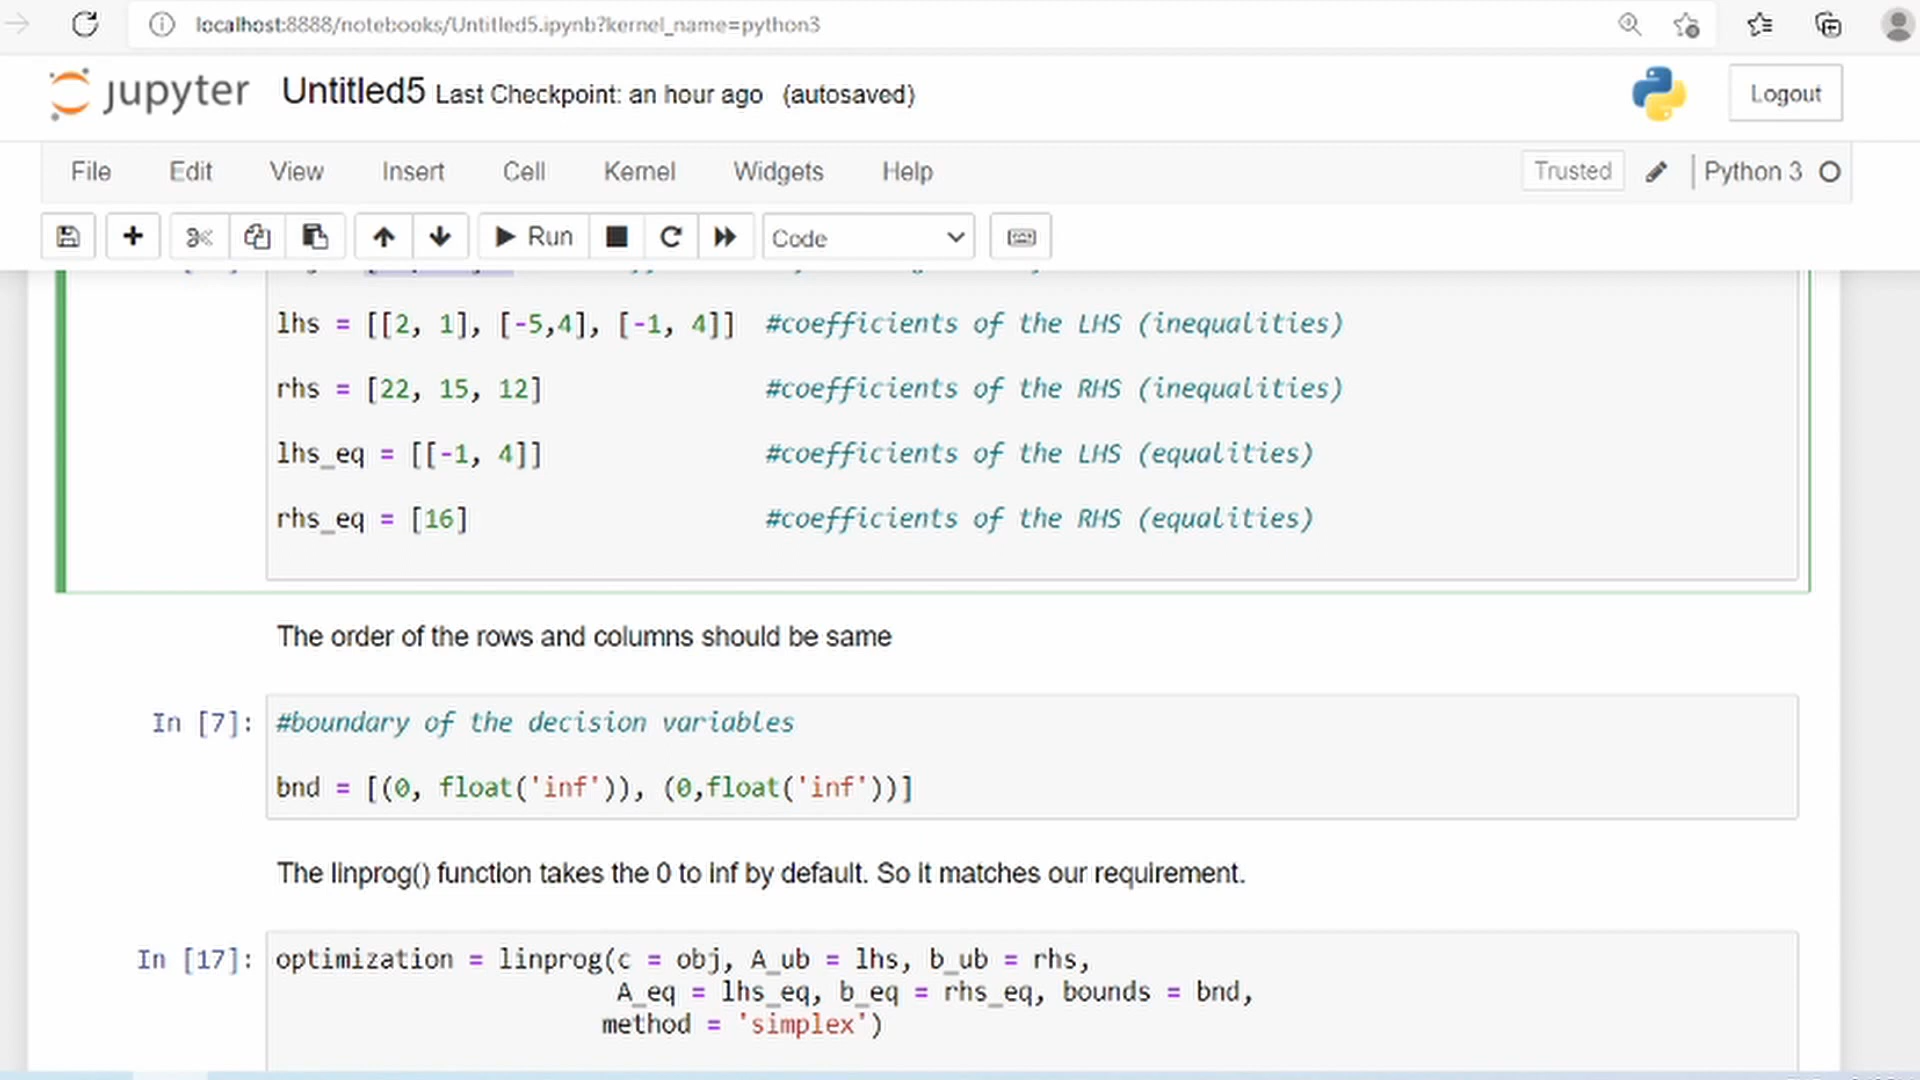 localhost:8888/notebooks/Untitled5.ipynb?kernel_name=python3
jupyter Untitled5 Last Checkpoint: an hour ago (autosaved)
Logout
File Edit View Insert Cell Kernel Widgets Help
Trusted Python 3
Run Code
lhs = [[2, 1], [-5,4], [-1, 4]] #coefficients of the LHS (inequalities)
rhs = [22, 15, 12] #coefficients of the RHS (inequalities)
lhs_eq = [[-1, 4]] #coefficients of the LHS (equalities)
rhs_eq = [16] #coefficients of the RHS (equalities)
The order of the rows and columns should be same
In [7]: #boundary of the decision variables
bnd = [(0, float('inf')), (0,float('inf'))]
The linprog() function takes the 0 to inf by default. So it matches our requirement.
In [17]: optimization = linprog(c = obj, A_ub = lhs, b_ub = rhs,
A_eq = lhs_eq, b_eq = rhs_eq, bounds = bnd,
method = 'simplex')